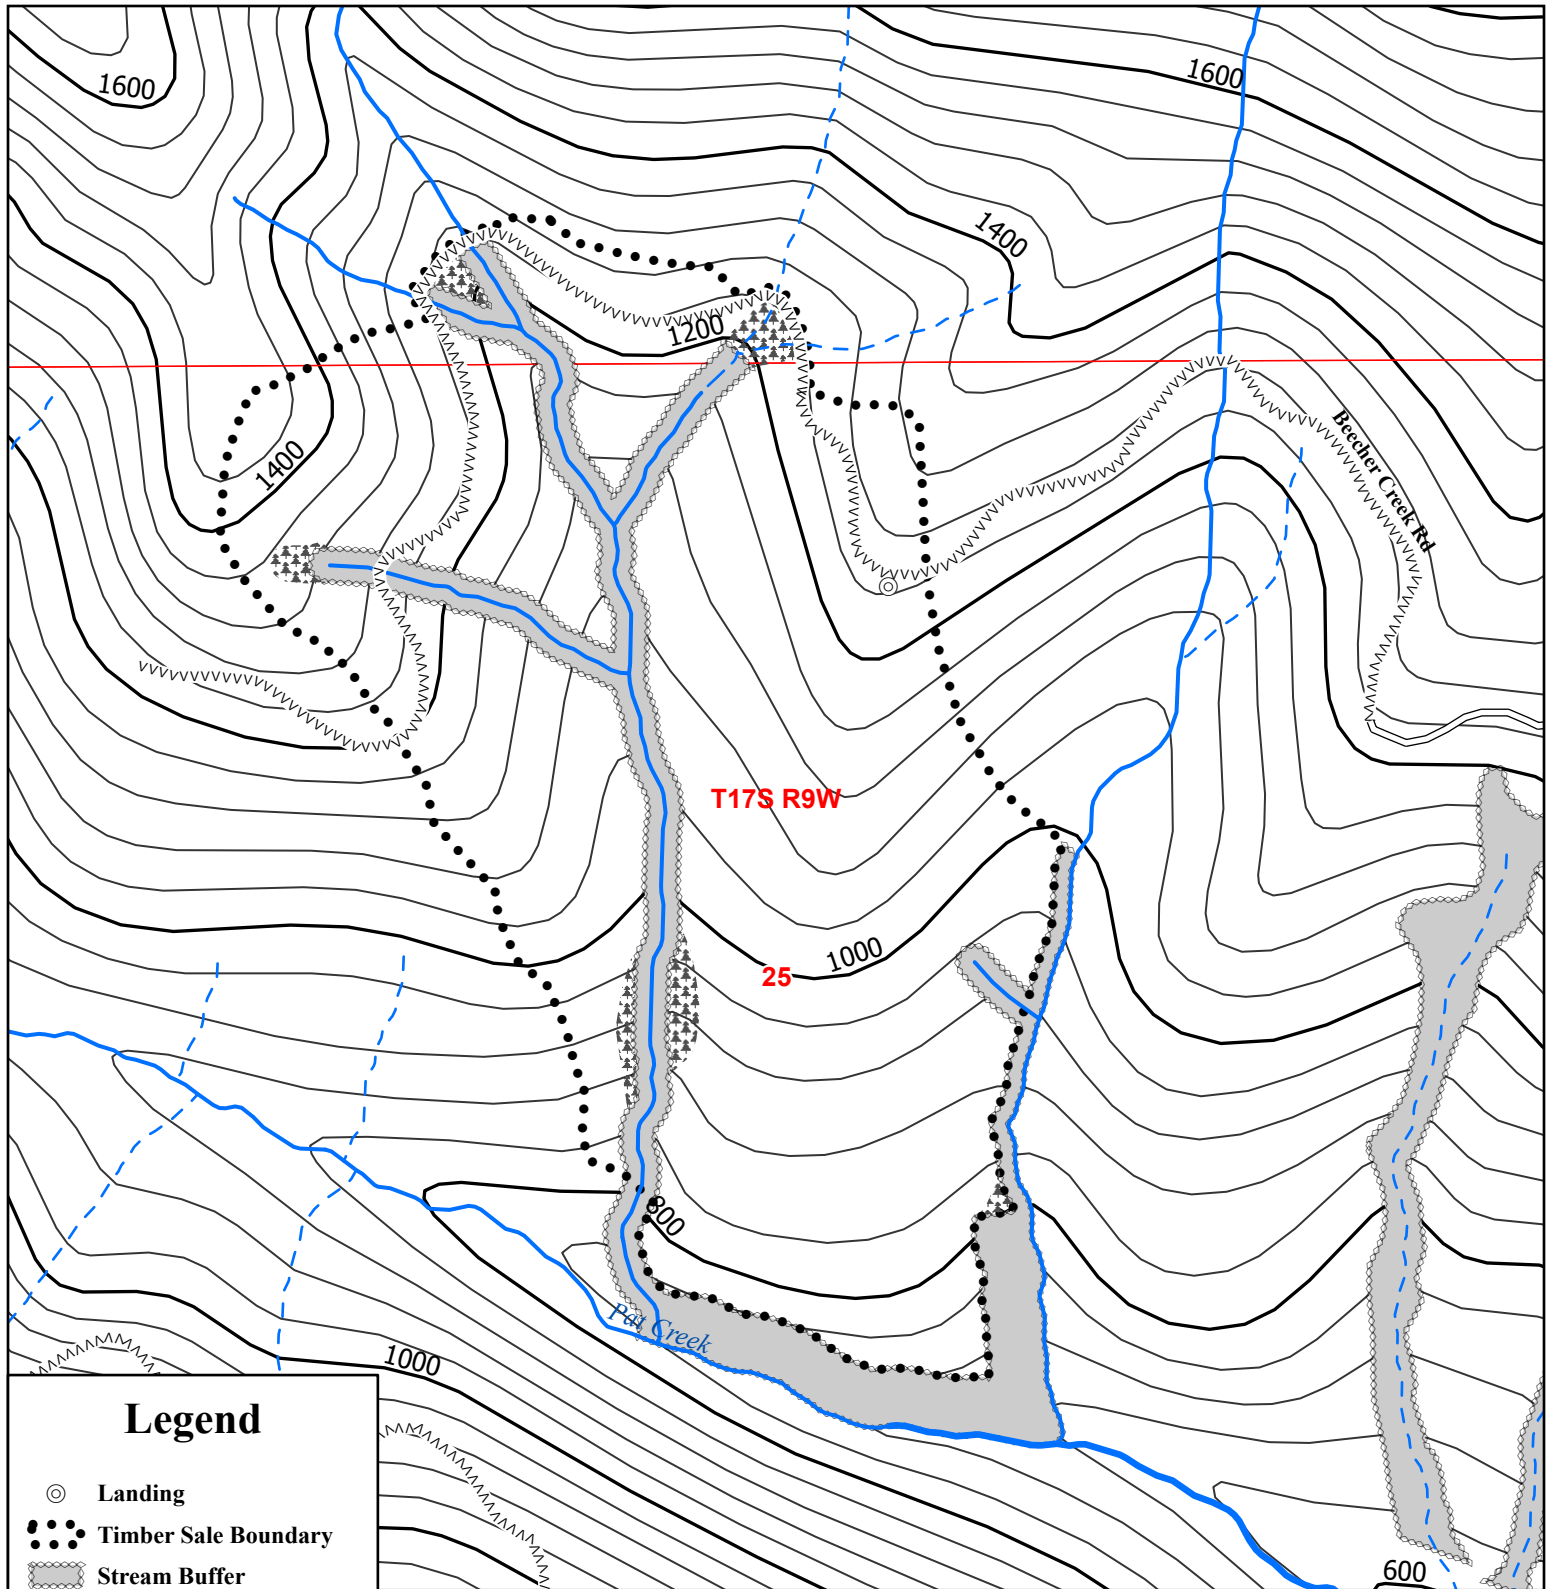 1600
1600
1400
1200
1400
Beecher Creek Rd
T17S R9W
1000
25
800
Pat Creek
1000
600
Legend
Landing
Timber Sale Boundary
Stream Buffer